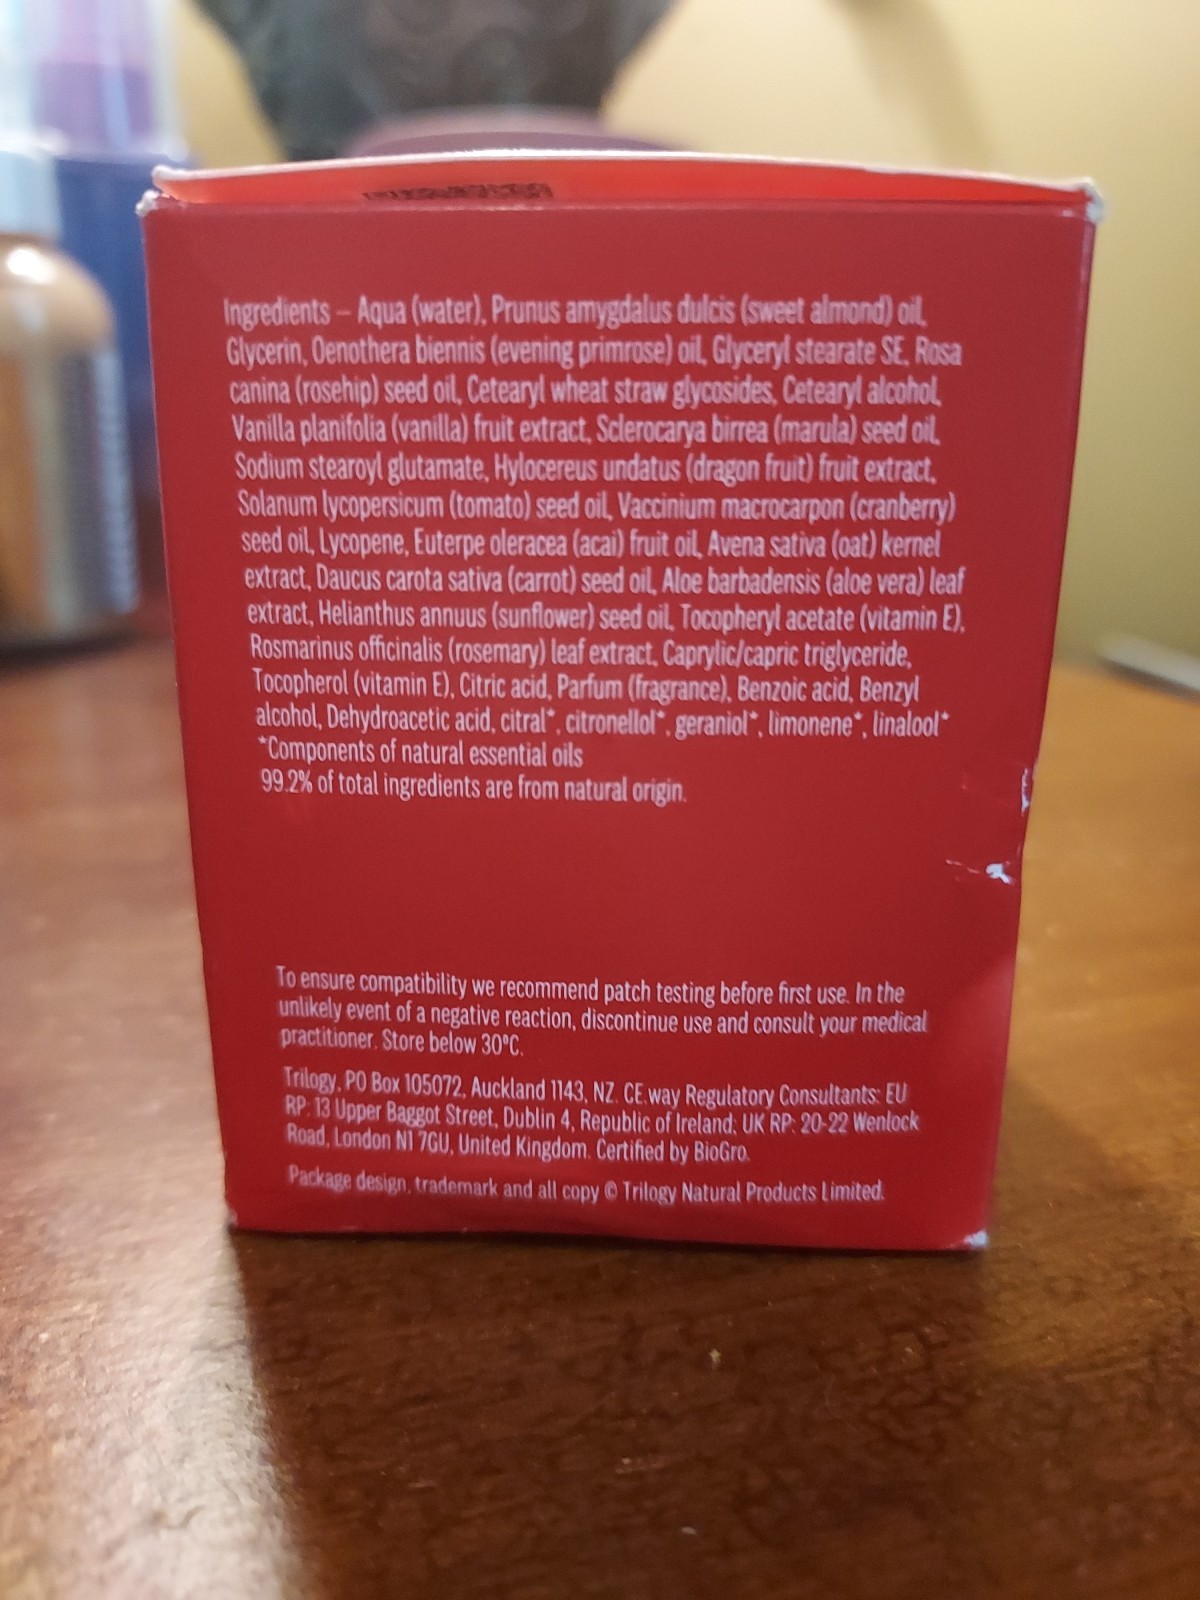 Ingredients – Aqua (water), Prunus amygdalus dulcis (sweet almond) oil,
Glycerin, Oenothera biennis (evening primrose) oil, Glyceryl stearate SE, Rosa
canina (rosehip) seed oil, Cetearyl wheat straw glycosides, Cetearyl alcohol,
Vanilla planifolia (vanilla) fruit extract, Sclerocarya birrea (marula) seed oil,
Sodium stearoyl glutamate, Hylocereus undatus (dragon fruit) fruit extract,
Solanum lycopersicum (tomato) seed oil, Vaccinium macrocarpon (cranberry)
seed oil, Lycopene, Euterpe oleracea (acai) fruit oil, Avena sativa (oat) kernel
extract, Daucus carota sativa (carrot) seed oil, Aloe barbadensis (aloe vera) leaf
extract, Helianthus annuus (sunflower) seed oil, Tocopheryl acetate (vitamin E),
Rosmarinus officinalis (rosemary) leaf extract, Caprylic/capric triglyceride,
Tocopherol (vitamin E), Citric acid, Parfum (fragrance), Benzoic acid, Benzyl
alcohol, Dehydroacetic acid, citral*, citronellol*, geraniol*, limonene*, linalool*
*Components of natural essential oils
99.2% of total ingredients are from natural origin.
To ensure compatibility we recommend patch testing before first use. In the
unlikely event of a negative reaction, discontinue use and consult your medical
practitioner. Store below 30°C.
Trilogy, PO Box 105072, Auckland 1143, NZ. CE.way Regulatory Consultants: EU
RP: 13 Upper Baggot Street, Dublin 4, Republic of Ireland; UK RP: 20-22 Wenlock
Road, London N1 7GU, United Kingdom. Certified by BioGro.
Package design, trademark and all copy © Trilogy Natural Products Limited.